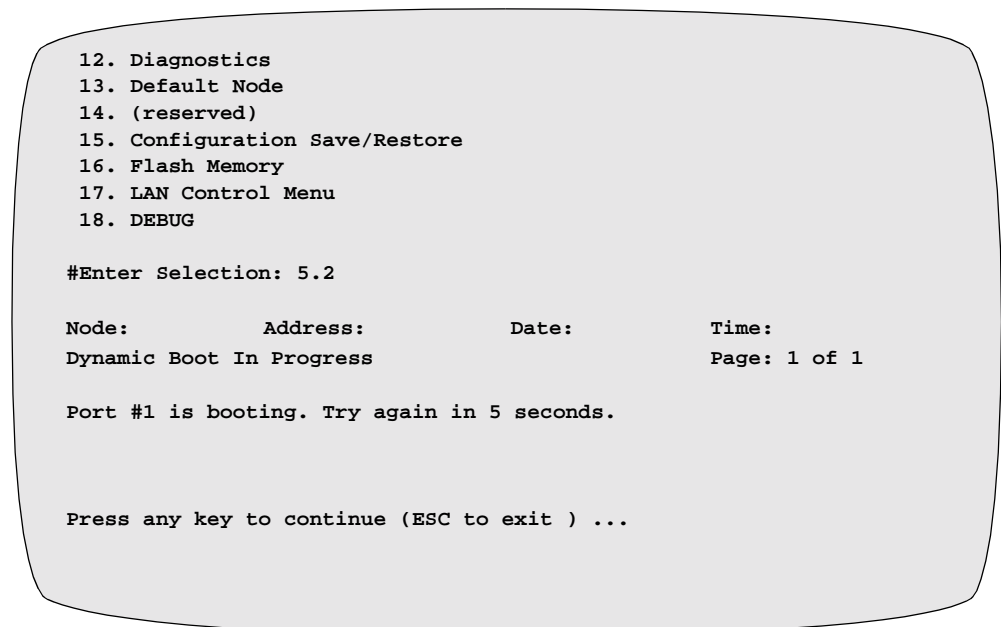 12. Diagnostics
13. Default Node
14. (reserved)
15. Configuration Save/Restore
16. Flash Memory
17. LAN Control Menu
18. DEBUG
#Enter Selection: 5.2
Node: Address: Date: Time:
Dynamic Boot In Progress Page: 1 of 1
Port #1 is booting. Try again in 5 seconds.
Press any key to continue (ESC to exit ) ...